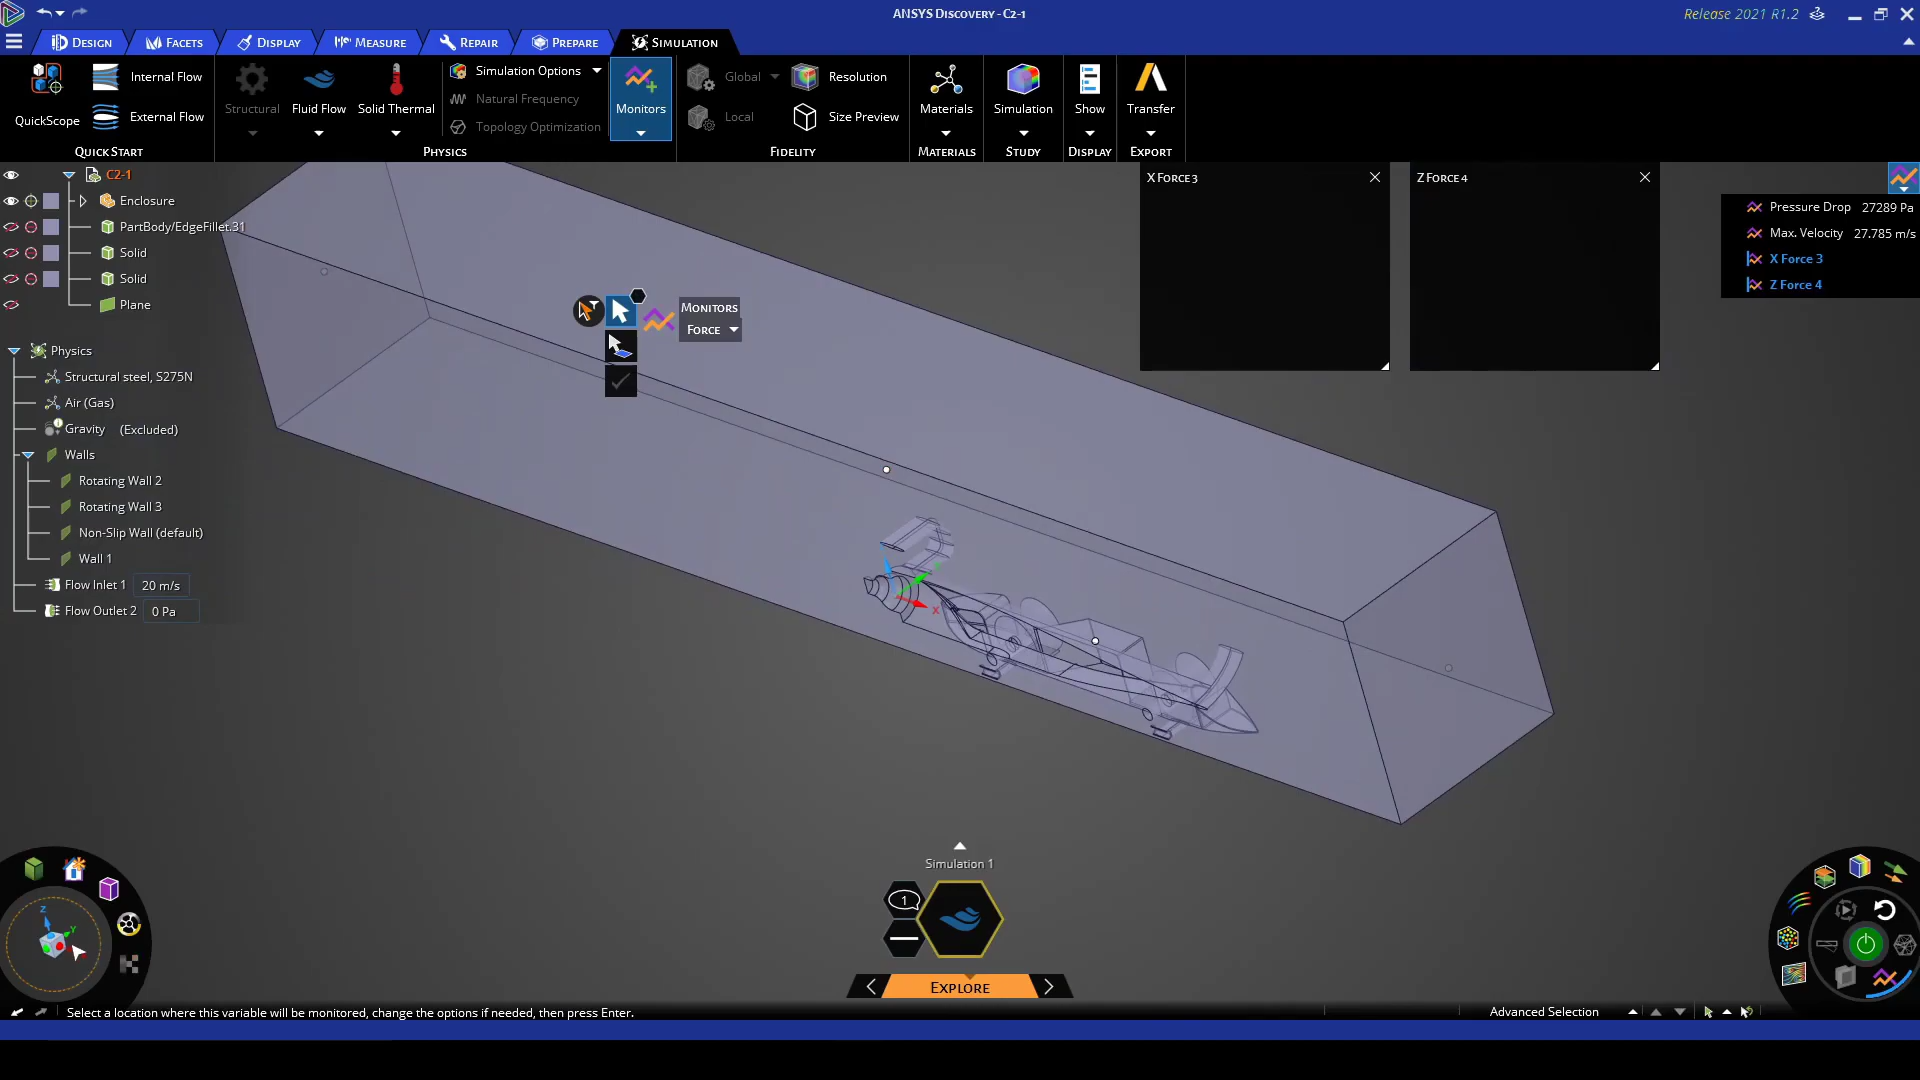 ANSYS Discovery - C2-1
Release 2021 R1.2
Design
Facets
Display
Measure
Repair
Prepare
Simulation
QuickScope
Internal Flow
External Flow
Quick Start
Structural
Fluid Flow
Solid Thermal
Simulation Options
Natural Frequency
Topology Optimization
Monitors
Physics
Global
Local
Resolution
Size Preview
Fidelity
Materials
Materials
Simulation
Study
Show
Display
Transfer
Export
C2-1
Enclosure
PartBody/EdgeFillet.31
Solid
Solid
Plane
Physics
Structural steel, S275N
Air (Gas)
Gravity (Excluded)
Walls
Rotating Wall 2
Rotating Wall 3
Non-Slip Wall (default)
Wall 1
Flow Inlet 1 20 m/s
Flow Outlet 2 0 Pa
Monitors
Force
X Force 3
Z Force 4
Pressure Drop 27289 Pa
Max. Velocity 27.785 m/s
X Force 3
Z Force 4
X
Z
Y
Simulation 1
1
Explore
Select a location where this variable will be monitored, change the options if needed, then press Enter.
Advanced Selection